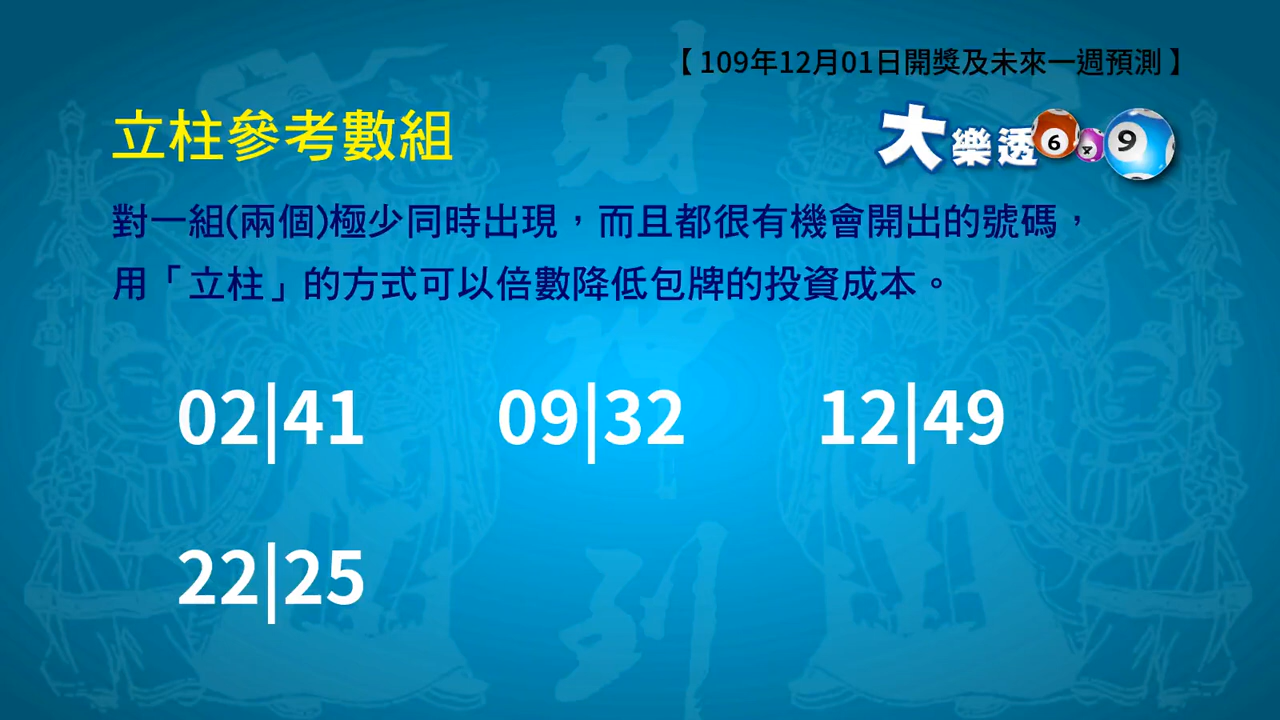 【 109年12月01日開獎及未來一週預測 】
立柱參考數組
大樂透 6 4 9
對一組(兩個)極少同時出現，而且都很有機會開出的號碼，
用「立柱」的方式可以倍數降低包牌的投資成本。
02|41 09|32 12|49
22|25
財神到